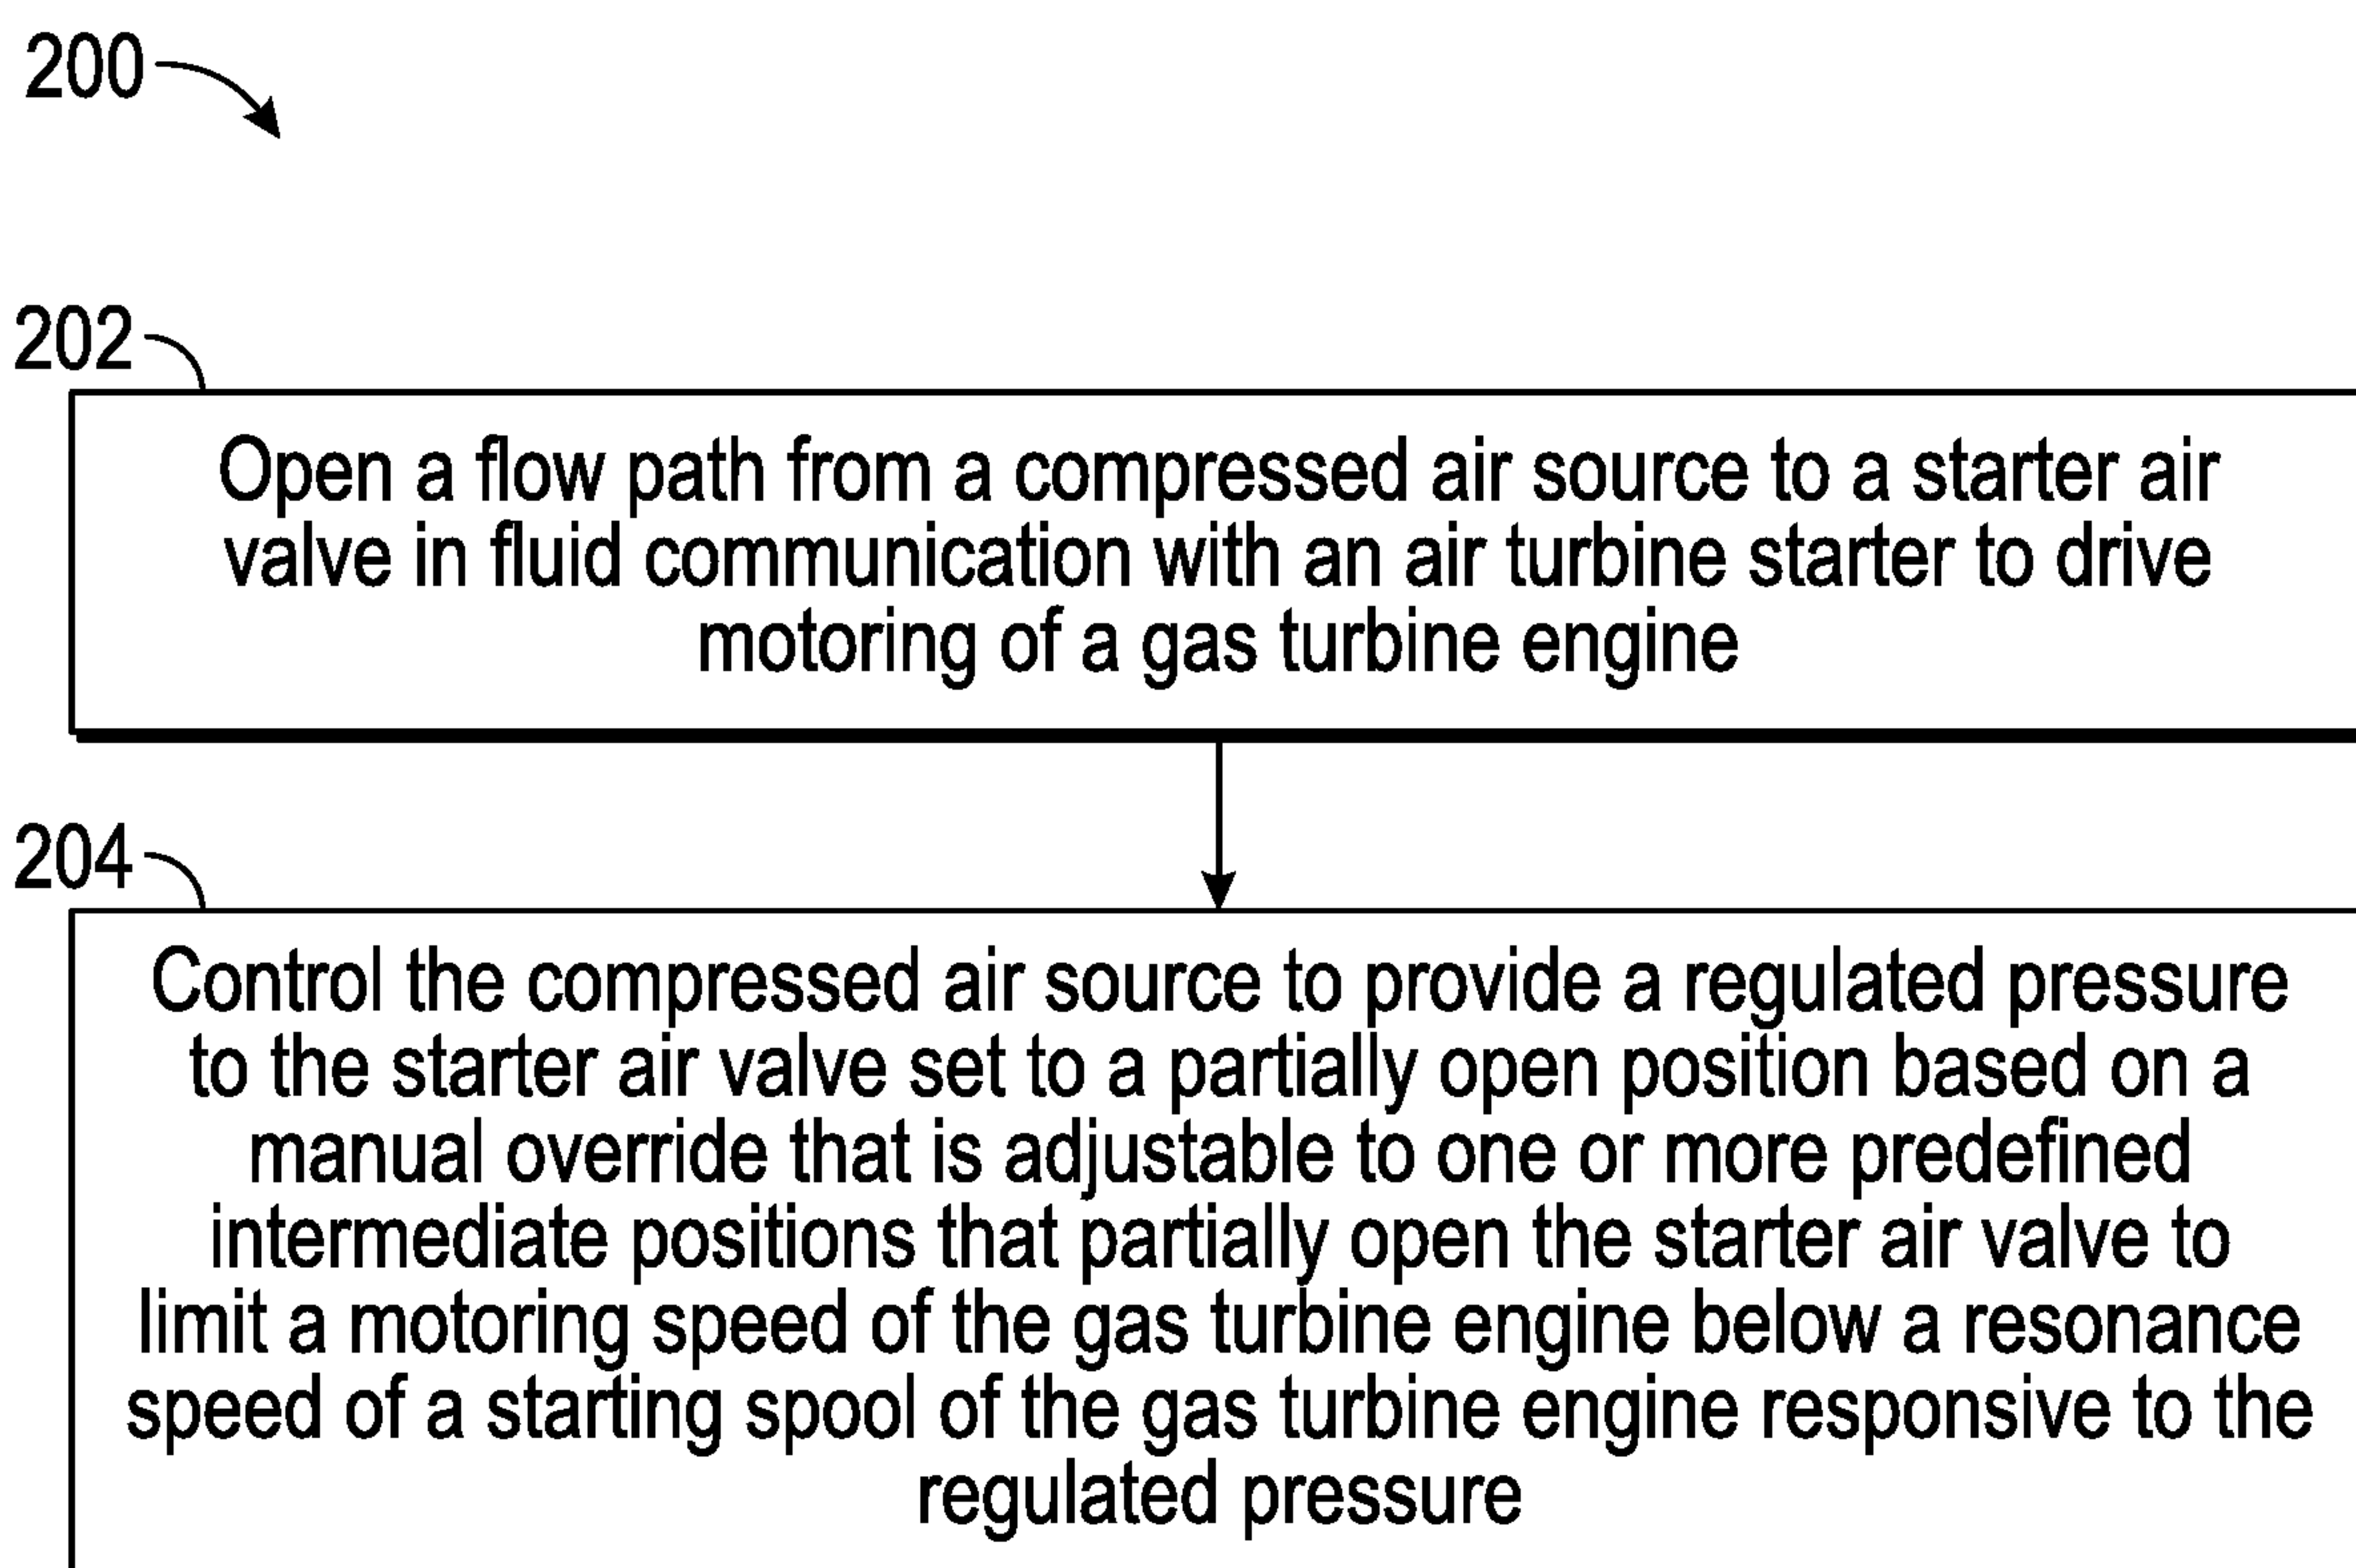 200
202
Open a flow path from a compressed air source to a starter air
valve in fluid communication with an air turbine starter to drive
motoring of a gas turbine engine
204
Control the compressed air source to provide a regulated pressure
to the starter air valve set to a partially open position based on a
manual override that is adjustable to one or more predefined
intermediate positions that partially open the starter air valve to
limit a motoring speed of the gas turbine engine below a resonance
speed of a starting spool of the gas turbine engine responsive to the
regulated pressure